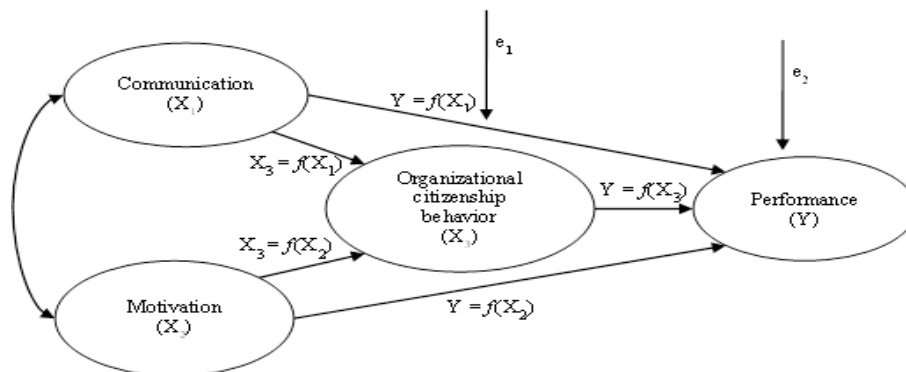 e₁
e₂
Communication
(X₁)
Y = f(X₁)
X₃ = f(X₁)
Organizational
citizenship
behavior
(X₃)
Y = f(X₃)
Performance
(Y)
X₃ = f(X₂)
Motivation
(X₂)
Y = f(X₂)